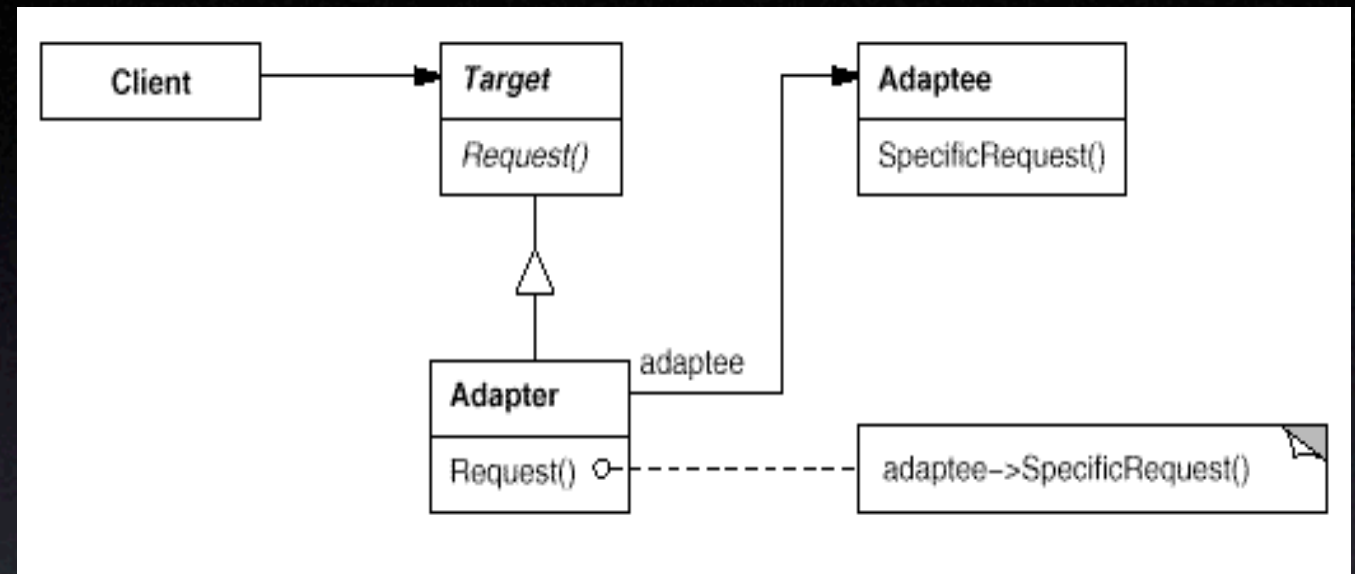 Client
Target
Request()
Adaptee
SpecificRequest()
adaptee
Adapter
Request()
adaptee–>SpecificRequest()